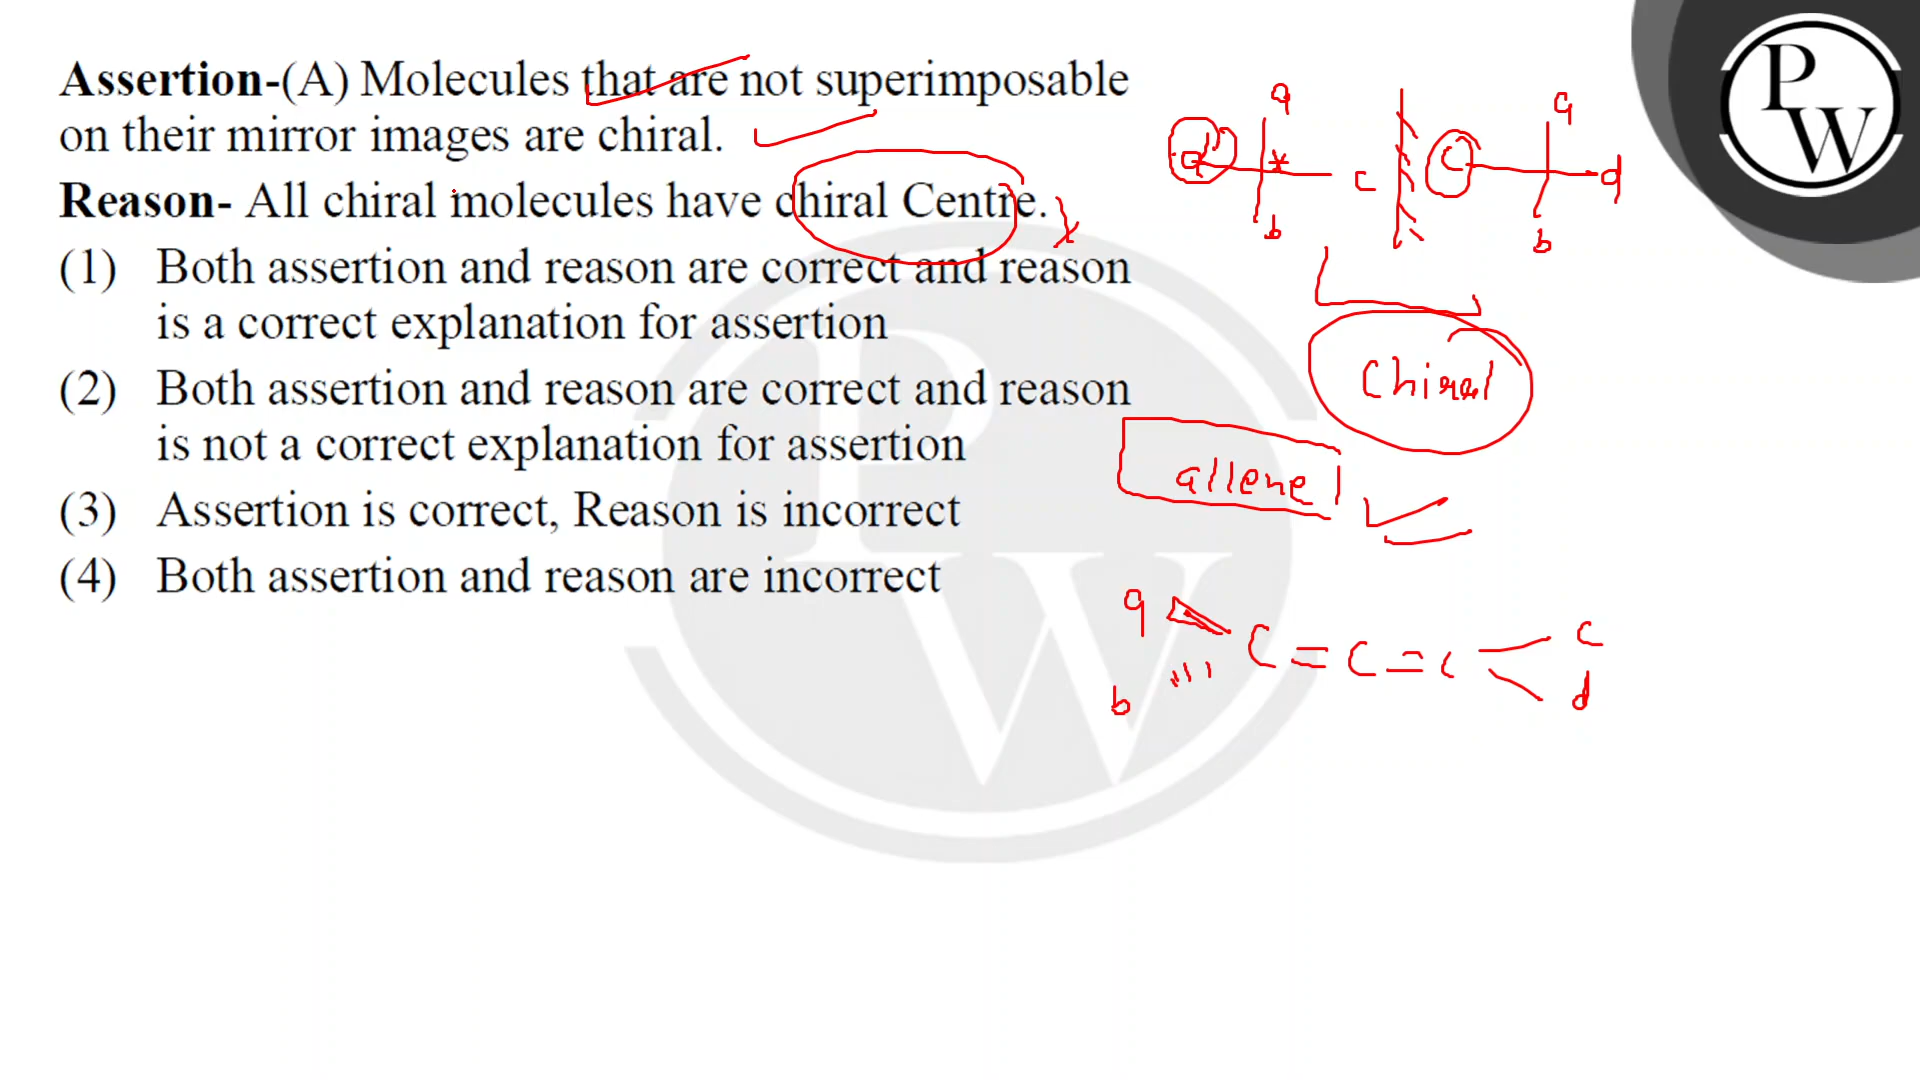 Assertion-(A) Molecules that are not superimposable
on their mirror images are chiral.
Reason- All chiral molecules have chiral Centre.
(1) Both assertion and reason are correct and reason
is a correct explanation for assertion
(2) Both assertion and reason are correct and reason
is not a correct explanation for assertion
(3) Assertion is correct, Reason is incorrect
(4) Both assertion and reason are incorrect
PW
a a
d c c d
b b
Chiral
allene
a C = C = C c
b d